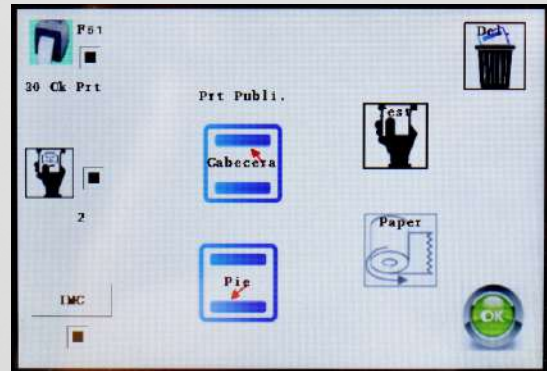 F51
30 Ck Prt
2
IMC
Prt Publi.
Cabecera
Pie
Del
Test
Paper
OK